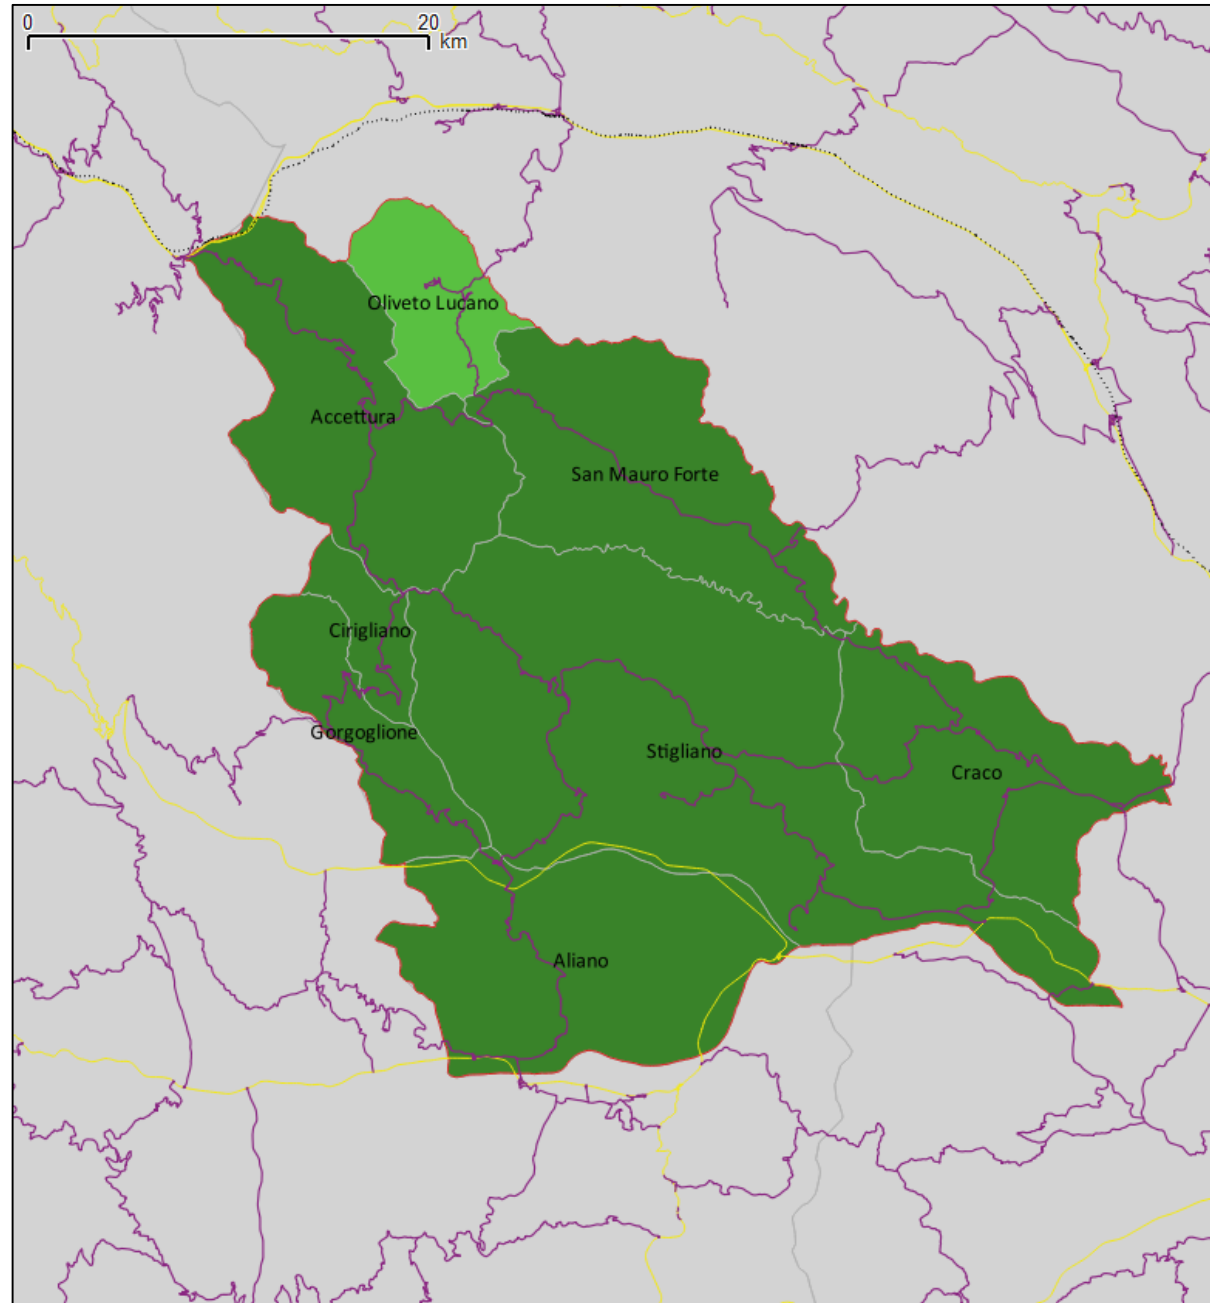 0 20
km
Oliveto Lucano
Accettura
San Mauro Forte
Cirigliano
Gorgoglione
Stigliano
Craco
Aliano